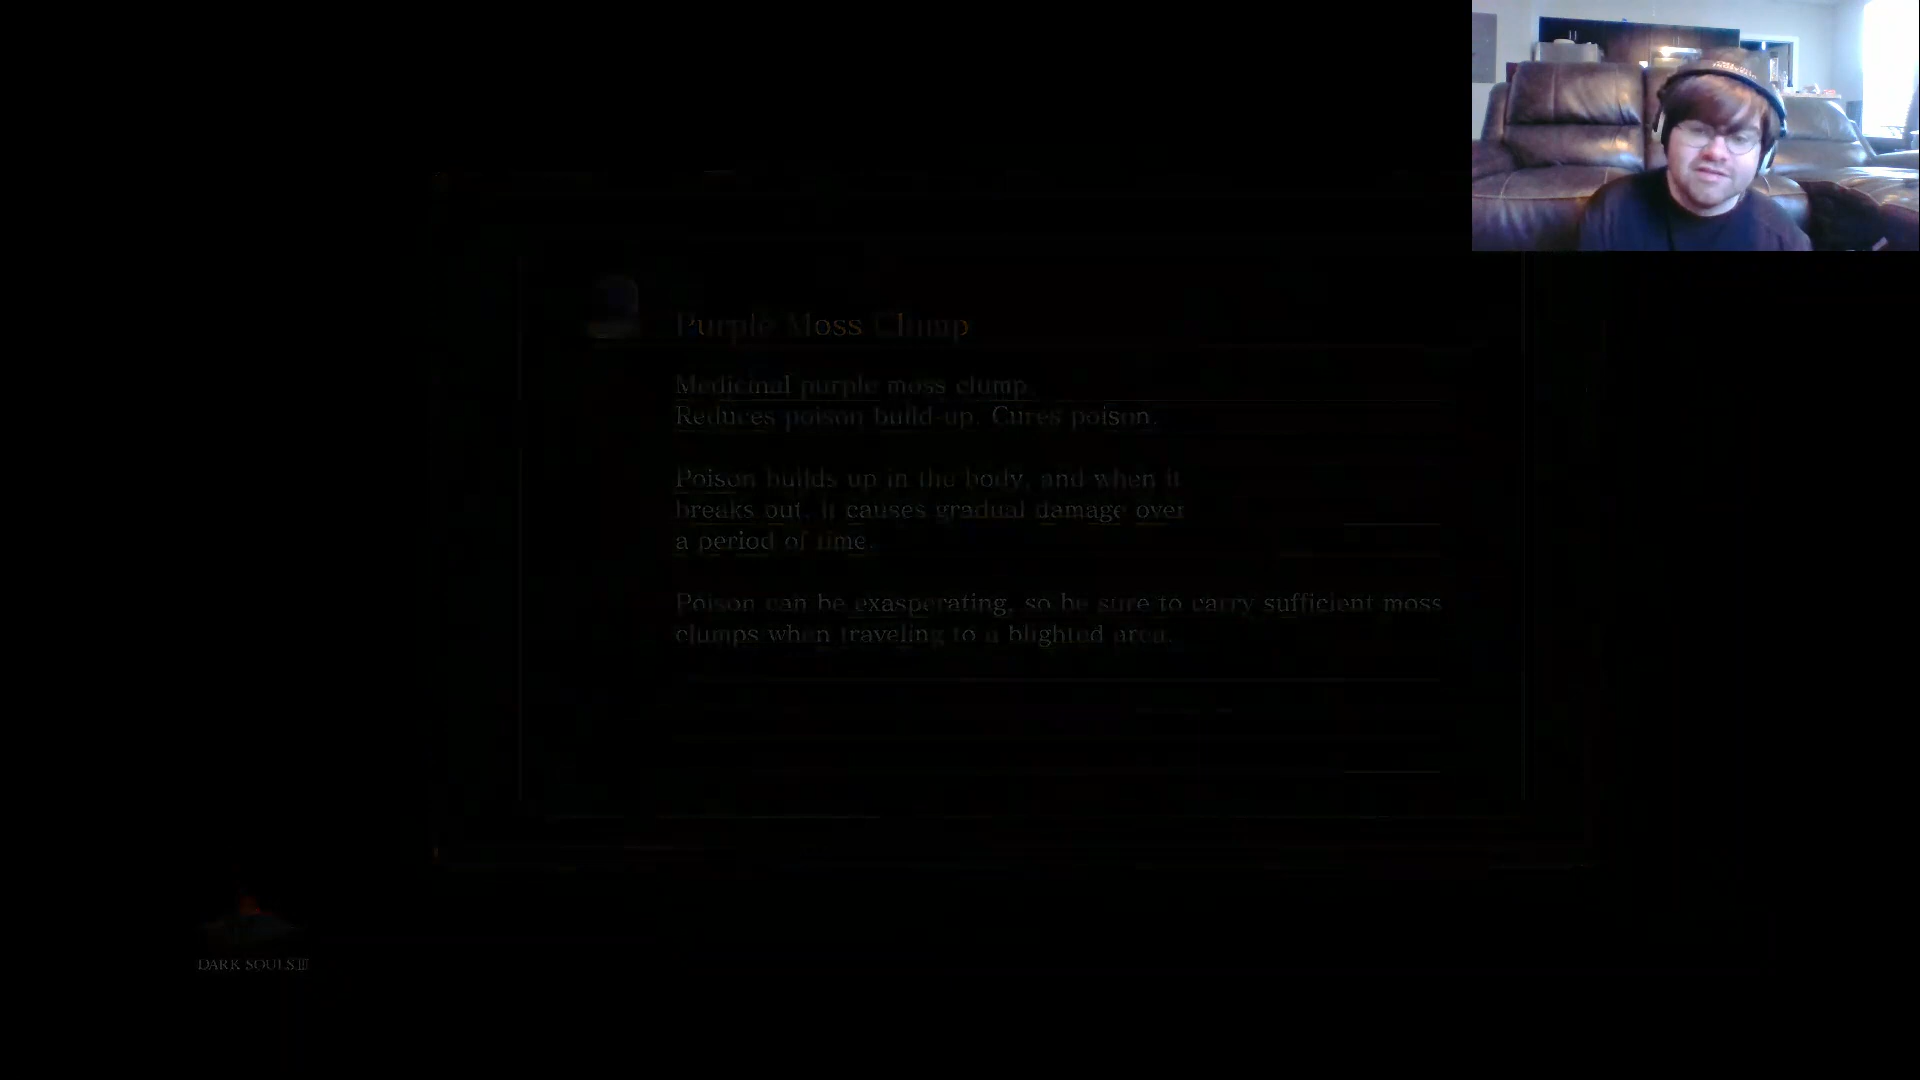 Purple Moss Clump
Medicinal purple moss clump.
Reduces poison build-up. Cures poison.
Poison builds up in the body, and when it
breaks out, it causes gradual damage over
a period of time.
Poison can be exasperating, so be sure to carry sufficient moss
clumps when traveling to a blighted area.
DARK SOULS III